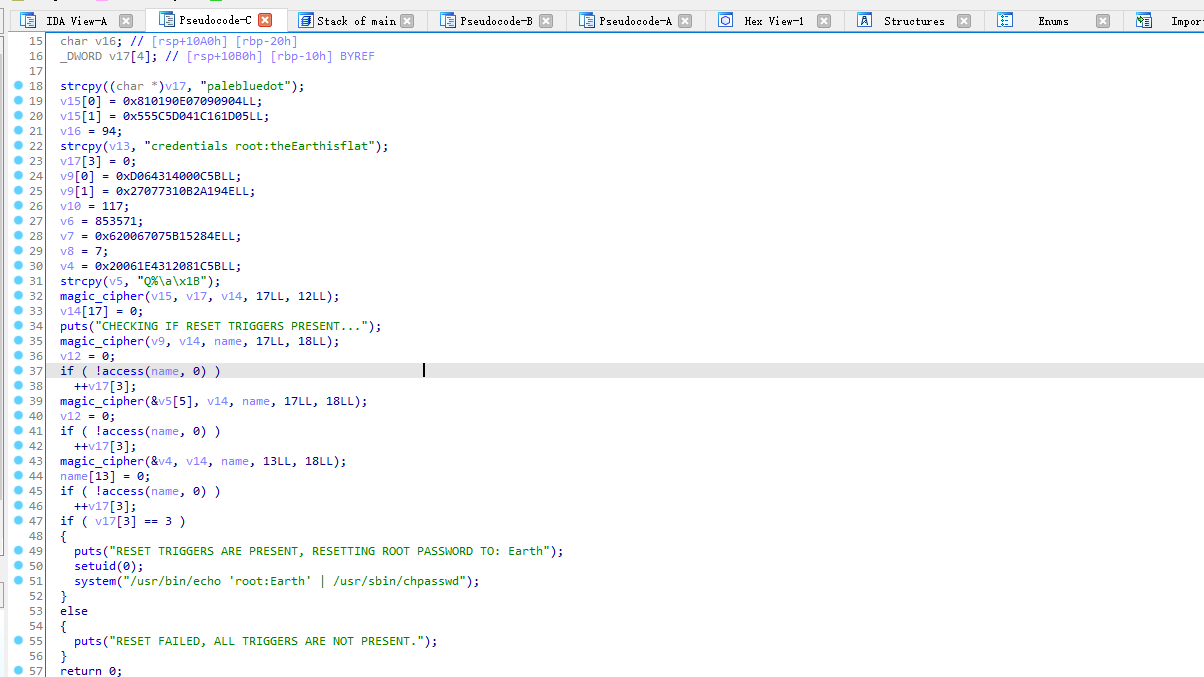 IDA View-A Pseudocode-C Stack of main Pseudocode-B Pseudocode-A Hex View-1 Structures Enums
15 char v16; // [rsp+10A0h] [rbp-20h]
16 _DWORD v17[4]; // [rsp+10B0h] [rbp-10h] BYREF
17
18 strcpy((char *)v17, "palebluedot");
19 v15[0] = 0x810190E07090904LL;
20 v15[1] = 0x555C5D041C161D05LL;
21 v16 = 94;
22 strcpy(v13, "credentials root:theEarthisflat");
23 v17[3] = 0;
24 v9[0] = 0xD064314000C5BLL;
25 v9[1] = 0x27077310B2A194ELL;
26 v10 = 117;
27 v6 = 853571;
28 v7 = 0x620067075B15284ELL;
29 v8 = 7;
30 v4 = 0x20061E4312081C5BLL;
31 strcpy(v5, "Q%\a\x1B");
32 magic_cipher(v15, v17, v14, 17LL, 12LL);
33 v14[17] = 0;
34 puts("CHECKING IF RESET TRIGGERS PRESENT...");
35 magic_cipher(v9, v14, name, 17LL, 18LL);
36 v12 = 0;
37 if ( !access(name, 0) )
38 ++v17[3];
39 magic_cipher(&v5[5], v14, name, 17LL, 18LL);
40 v12 = 0;
41 if ( !access(name, 0) )
42 ++v17[3];
43 magic_cipher(&v4, v14, name, 13LL, 18LL);
44 name[13] = 0;
45 if ( !access(name, 0) )
46 ++v17[3];
47 if ( v17[3] == 3 )
48 {
49 puts("RESET TRIGGERS ARE PRESENT, RESETTING ROOT PASSWORD TO: Earth");
50 setuid(0);
51 system("/usr/bin/echo 'root:Earth' | /usr/sbin/chpasswd");
52 }
53 else
54 {
55 puts("RESET FAILED, ALL TRIGGERS ARE NOT PRESENT.");
56 }
57 return 0;